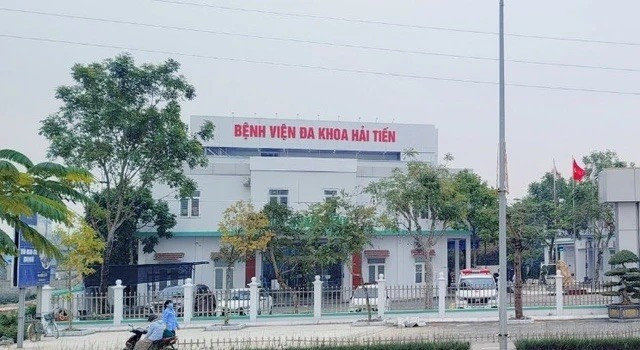 BỆNH VIỆN ĐA KHOA HẢI TIẾN